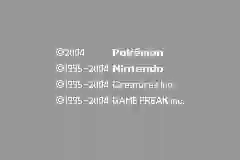 ©2004 Pokémon
©1995-2004 Nintendo
©1995-2004 Creatures inc.
©1995-2004 GAME FREAK inc.